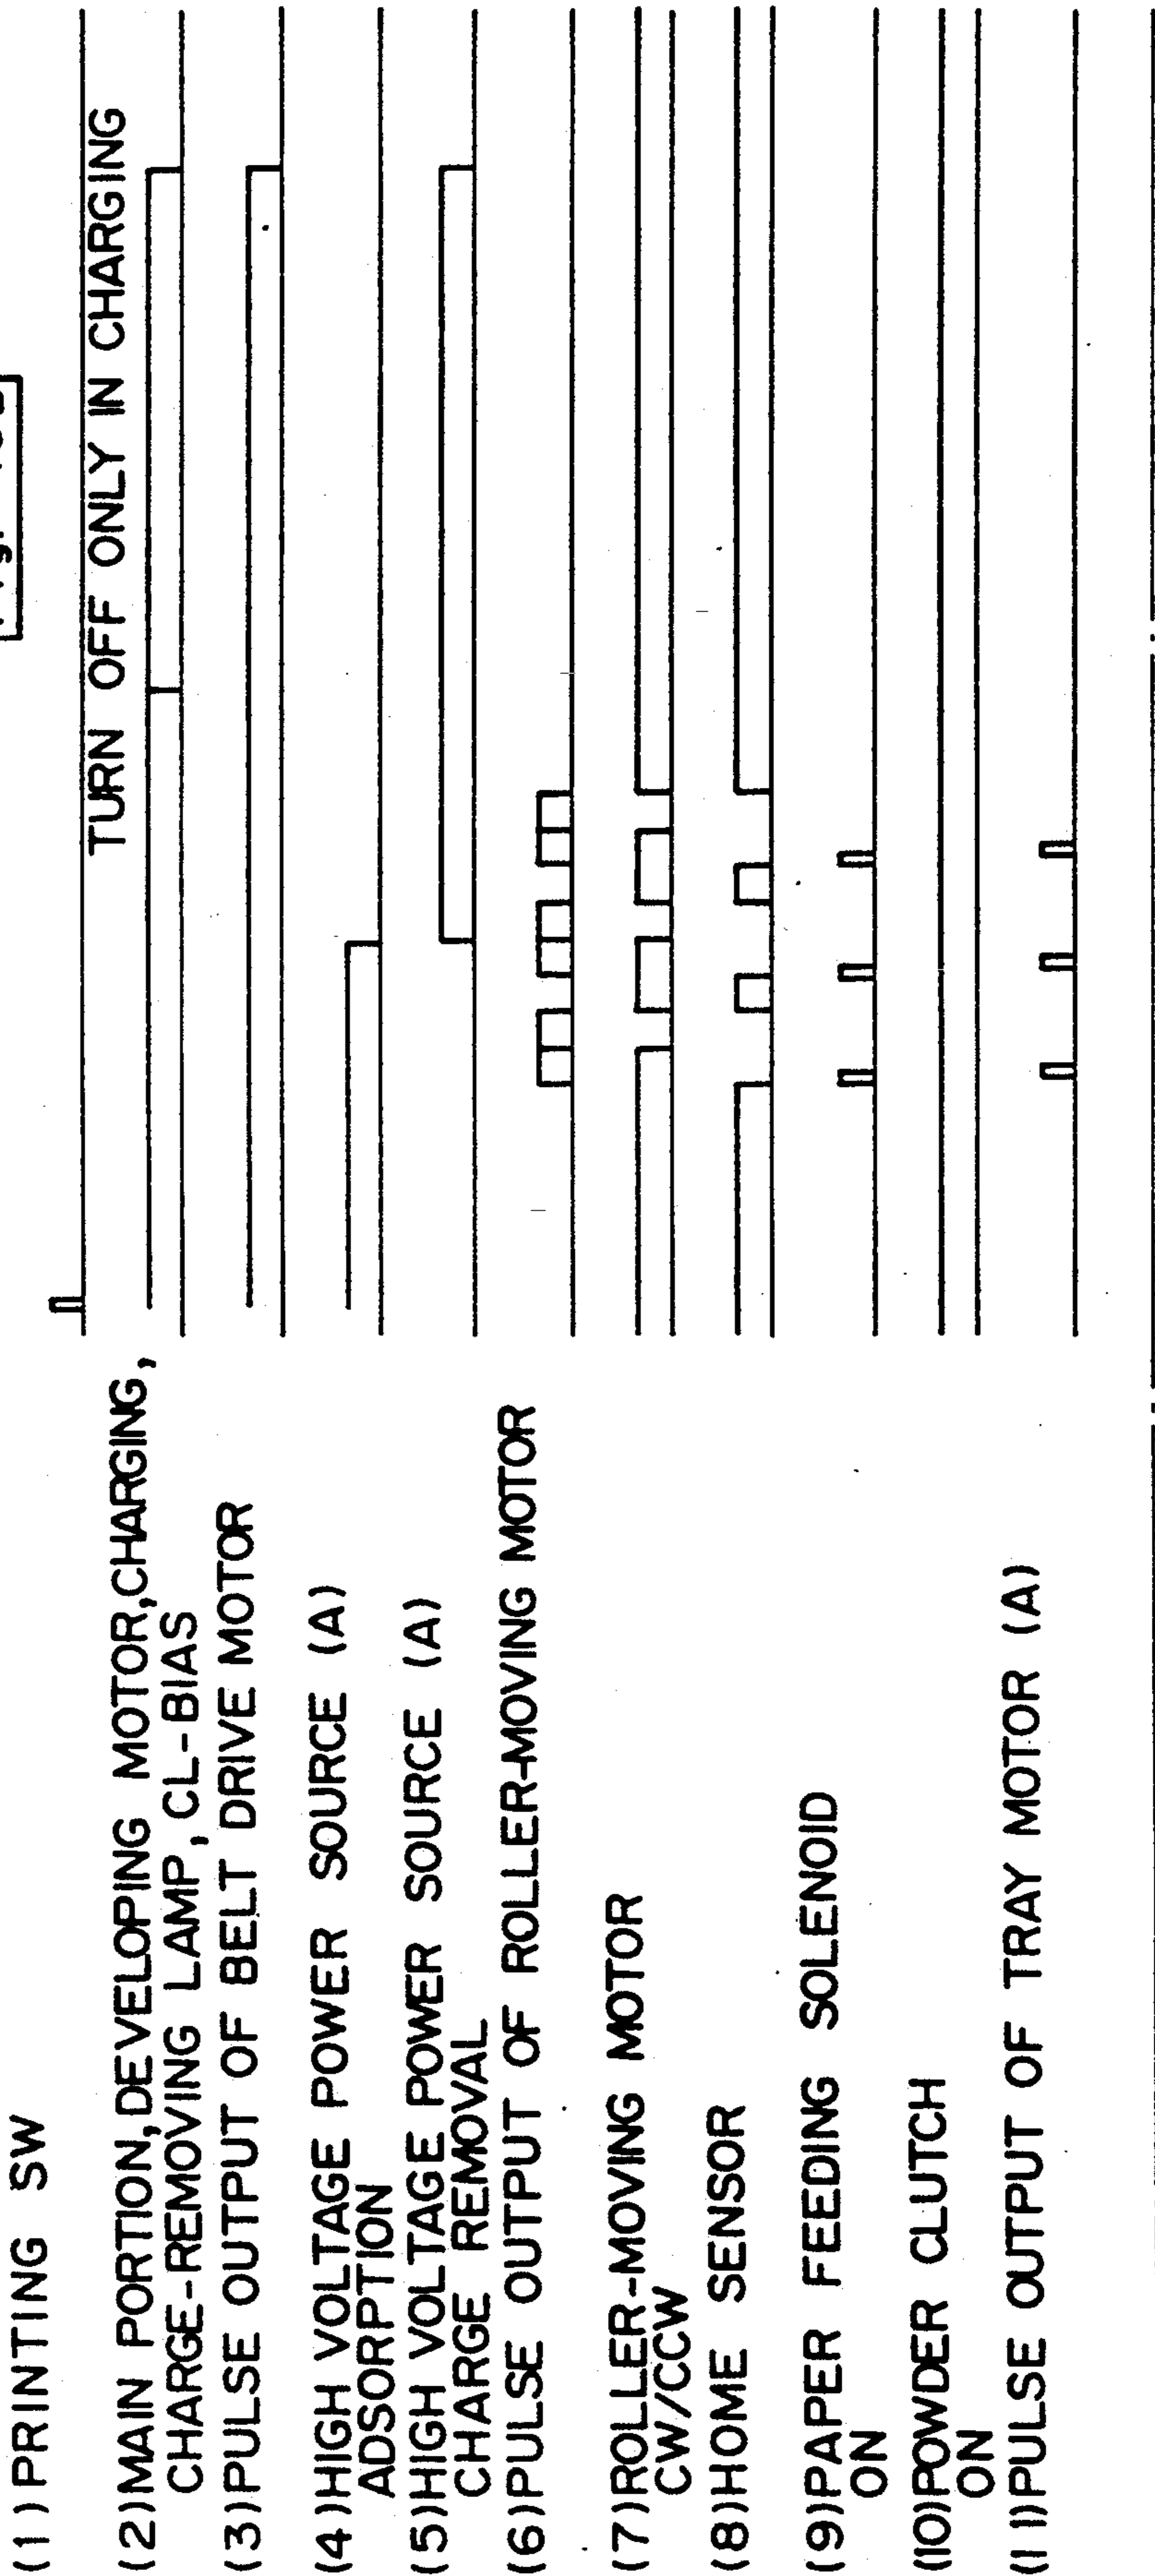 (1) PRINTING SW
TURN OFF ONLY IN CHARGING
(2) MAIN PORTION, DEVELOPING MOTOR, CHARGING,
CHARGE-REMOVING LAMP, CL-BIAS
(3) PULSE OUTPUT OF BELT DRIVE MOTOR
(4) HIGH VOLTAGE POWER SOURCE (A)
ADSORPTION
(5) HIGH VOLTAGE POWER SOURCE (A)
CHARGE REMOVAL
(6) PULSE OUTPUT OF ROLLER-MOVING MOTOR
(7) ROLLER-MOVING MOTOR
CW/CCW
(8) HOME SENSOR
(9) PAPER FEEDING SOLENOID
ON
(10) POWDER CLUTCH
ON
(11) PULSE OUTPUT OF TRAY MOTOR (A)